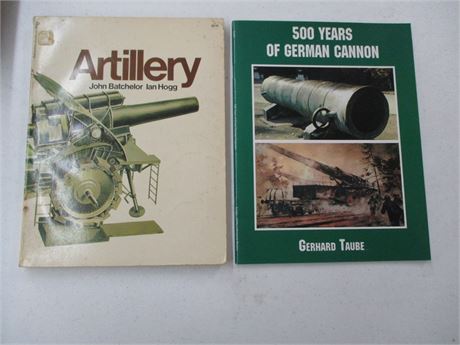 Artillery
John Batchelor Ian Hogg
500 YEARS
OF GERMAN CANNON
GERHARD TAUBE